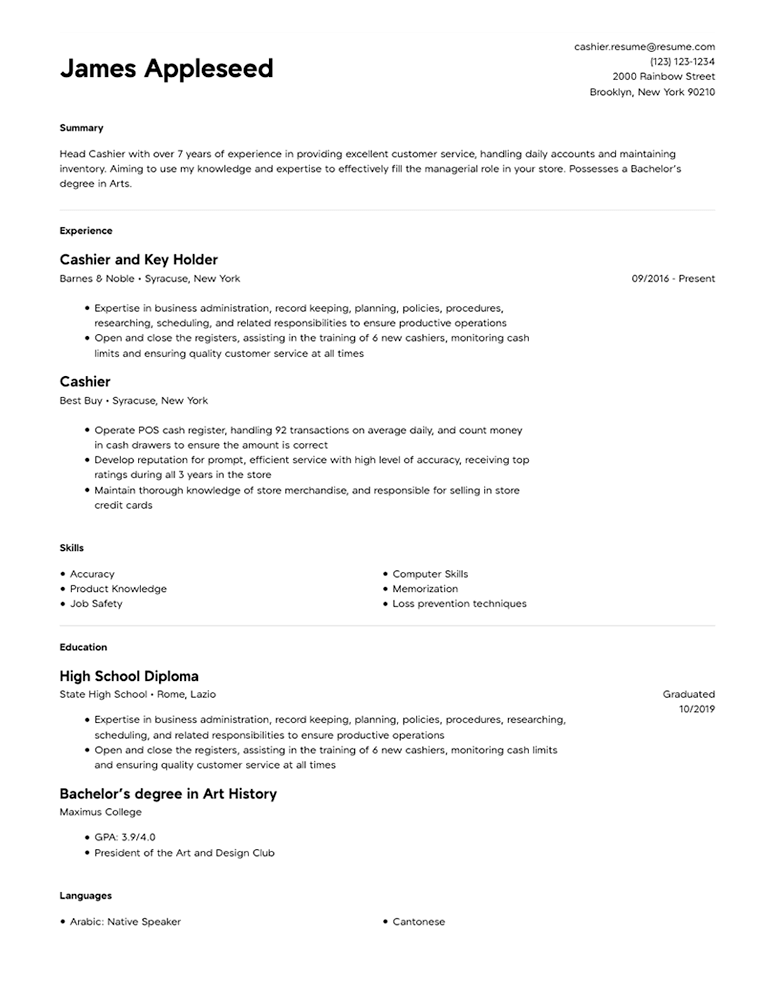 James Appleseed
cashier.resume@resume.com
(123) 123-1234
2000 Rainbow Street
Brooklyn, New York 90210
Summary
Head Cashier with over 7 years of experience in providing excellent customer service, handling daily accounts and maintaining
inventory. Aiming to use my knowledge and expertise to effectively fill the managerial role in your store. Possesses a Bachelor's
degree in Arts.
Experience
Cashier and Key Holder
Barnes & Noble • Syracuse, New York 09/2016 - Present
• Expertise in business administration, record keeping, planning, policies, procedures,
researching, scheduling, and related responsibilities to ensure productive operations
• Open and close the registers, assisting in the training of 6 new cashiers, monitoring cash
limits and ensuring quality customer service at all times
Cashier
Best Buy • Syracuse, New York
• Operate POS cash register, handling 92 transactions on average daily, and count money
in cash drawers to ensure the amount is correct
• Develop reputation for prompt, efficient service with high level of accuracy, receiving top
ratings during all 3 years in the store
• Maintain thorough knowledge of store merchandise, and responsible for selling in store
credit cards
Skills
• Accuracy
• Product Knowledge
• Job Safety
• Computer Skills
• Memorization
• Loss prevention techniques
Education
High School Diploma
State High School • Rome, Lazio
Graduated
10/2019
• Expertise in business administration, record keeping, planning, policies, procedures, researching,
scheduling, and related responsibilities to ensure productive operations
• Open and close the registers, assisting in the training of 6 new cashiers, monitoring cash limits
and ensuring quality customer service at all times
Bachelor's degree in Art History
Maximus College
• GPA: 3.9/4.0
• President of the Art and Design Club
Languages
• Arabic: Native Speaker
• Cantonese